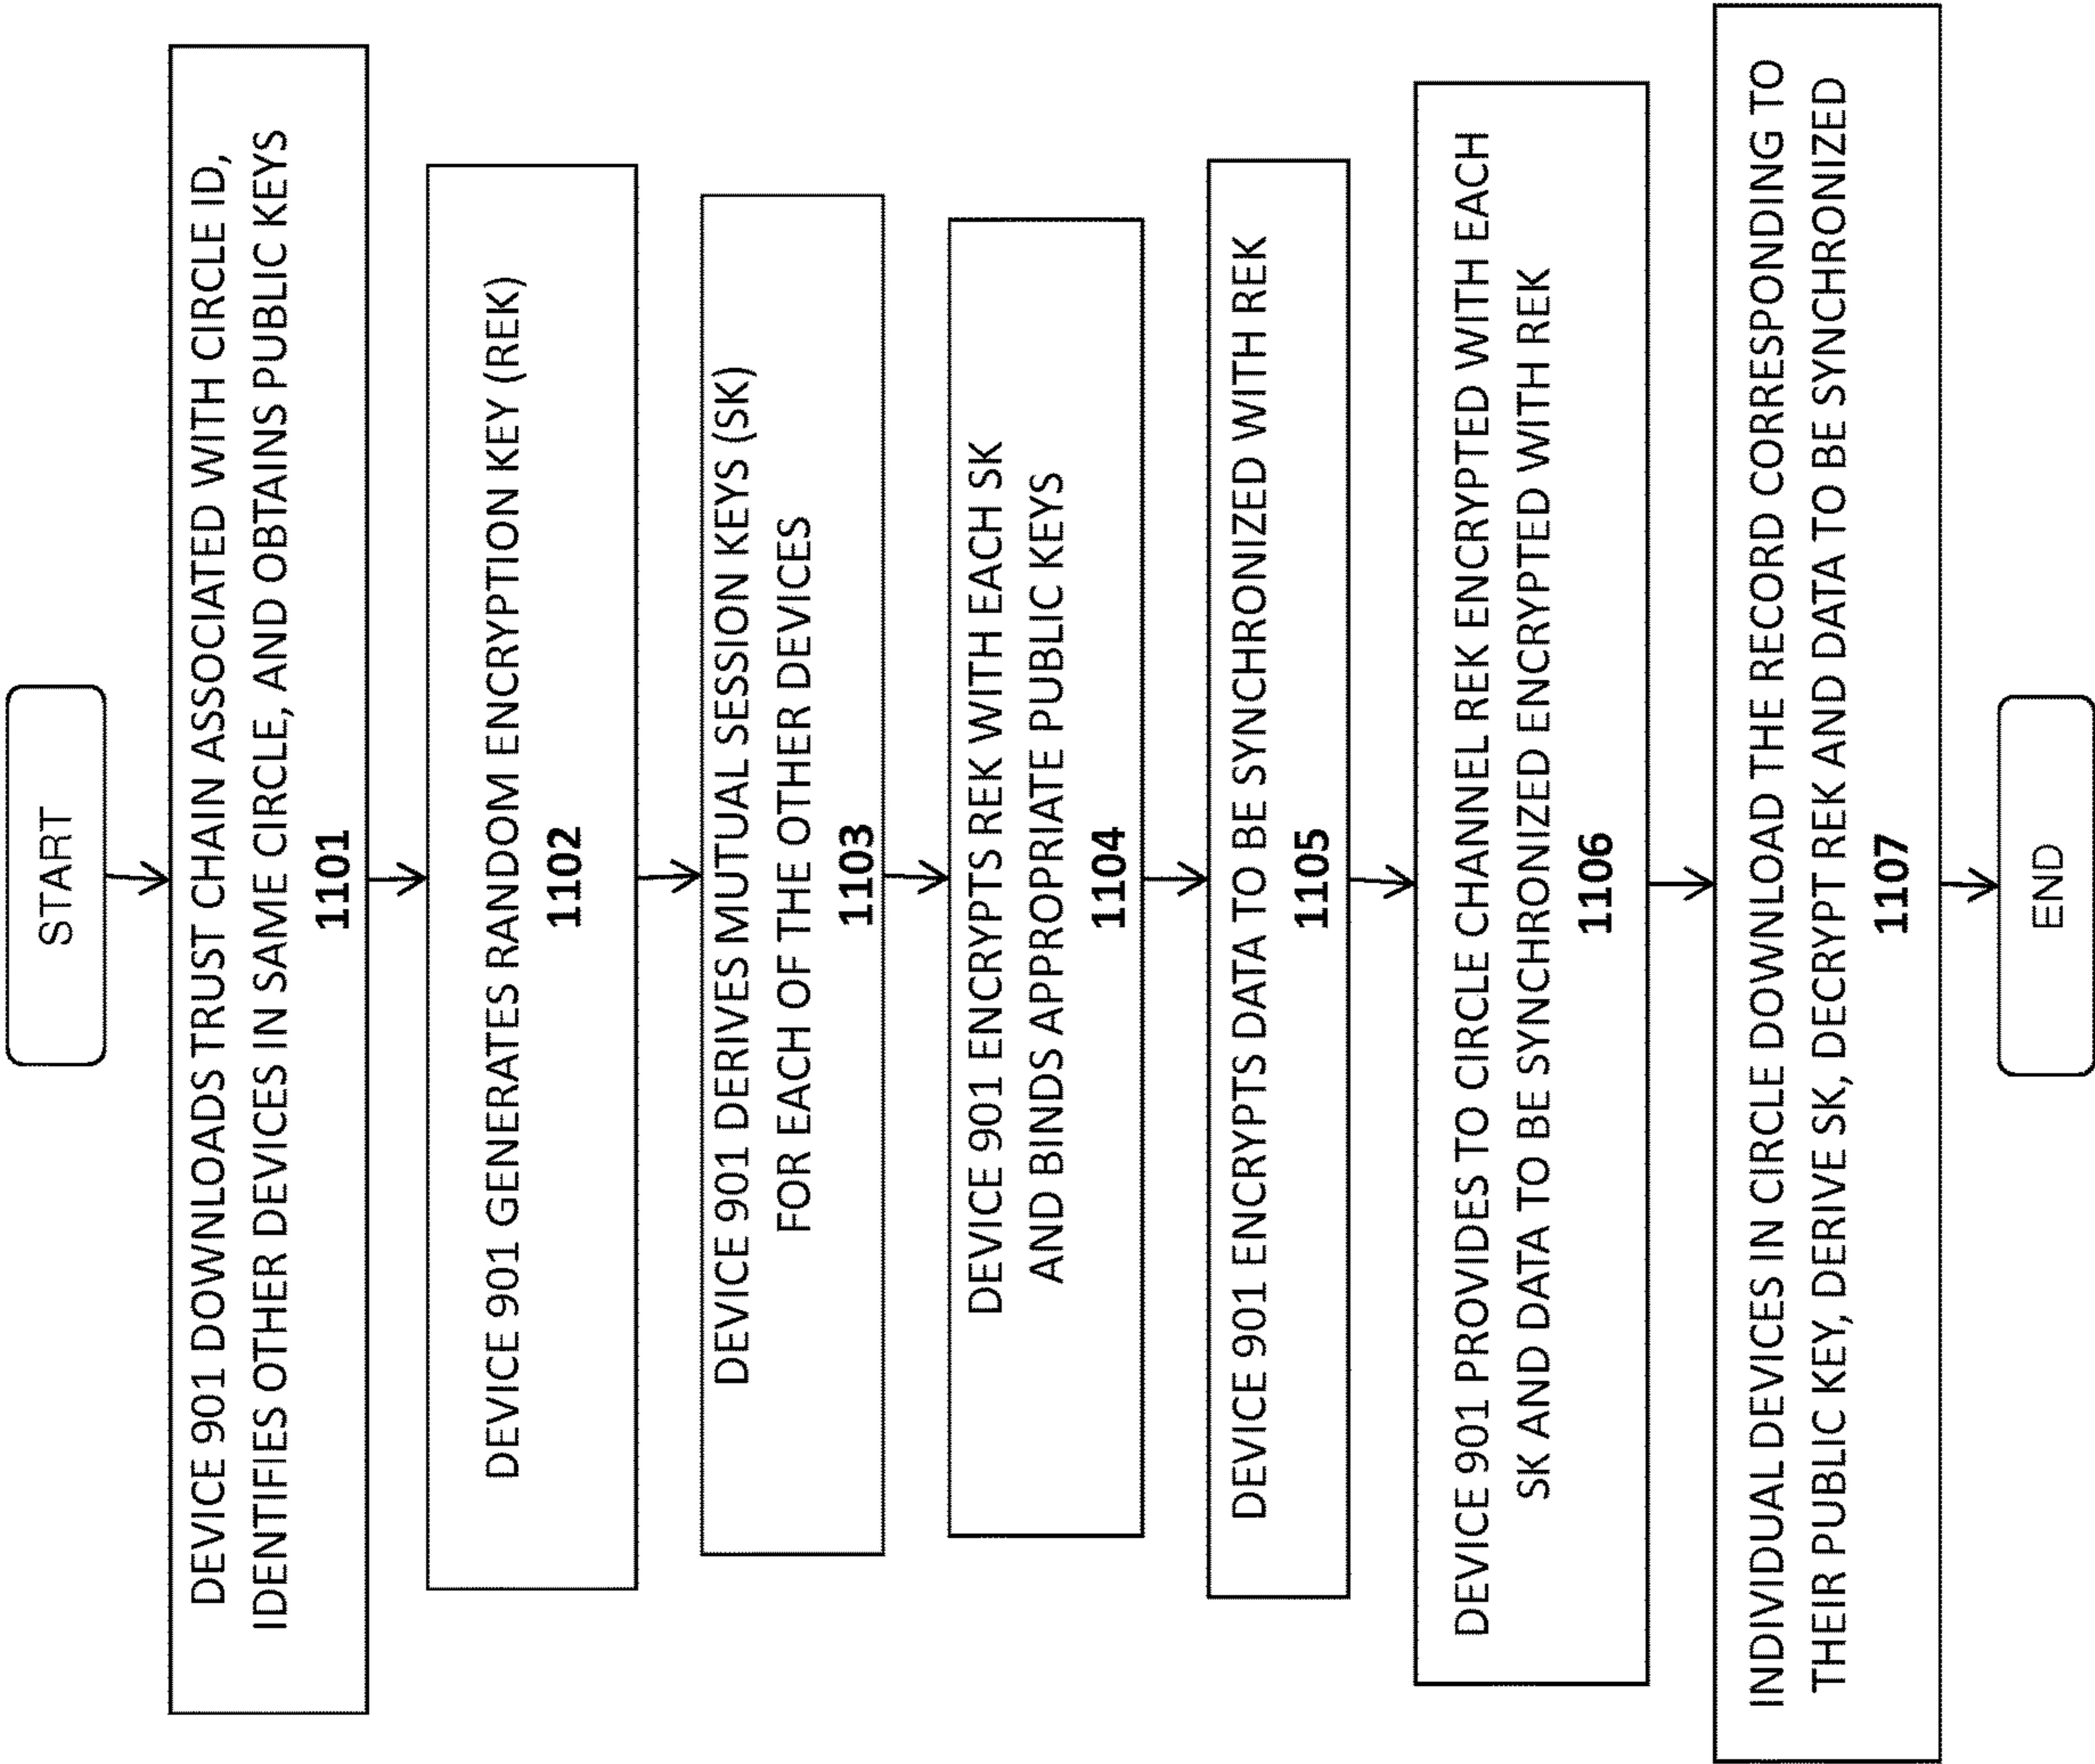 START
DEVICE 901 DOWNLOADS TRUST CHAIN ASSOCIATED WITH CIRCLE ID,
IDENTIFIES OTHER DEVICES IN SAME CIRCLE, AND OBTAINS PUBLIC KEYS
1101
DEVICE 901 GENERATES RANDOM ENCRYPTION KEY (REK)
1102
DEVICE 901 DERIVES MUTUAL SESSION KEYS (SK)
FOR EACH OF THE OTHER DEVICES
1103
DEVICE 901 ENCRYPTS REK WITH EACH SK
AND BINDS APPROPRIATE PUBLIC KEYS
1104
DEVICE 901 ENCRYPTS DATA TO BE SYNCHRONIZED WITH REK
1105
DEVICE 901 PROVIDES TO CIRCLE CHANNEL REK ENCRYPTED WITH EACH
SK AND DATA TO BE SYNCHRONIZED ENCRYPTED WITH REK
1106
INDIVIDUAL DEVICES IN CIRCLE DOWNLOAD THE RECORD CORRESPONDING TO
THEIR PUBLIC KEY, DERIVE SK, DECRYPT REK AND DATA TO BE SYNCHRONIZED
1107
END